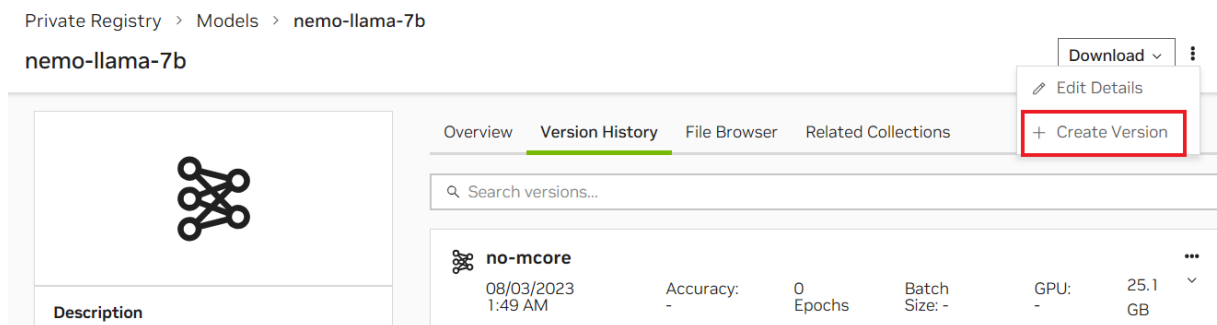 Private Registry > Models > nemo-llama-7b
nemo-llama-7b
Download
Edit Details
+ Create Version
Overview Version History File Browser Related Collections
Search versions...
no-mcore
08/03/2023 Accuracy: 0 Batch GPU: 25.1
1:49 AM - Epochs Size: - - GB
Description